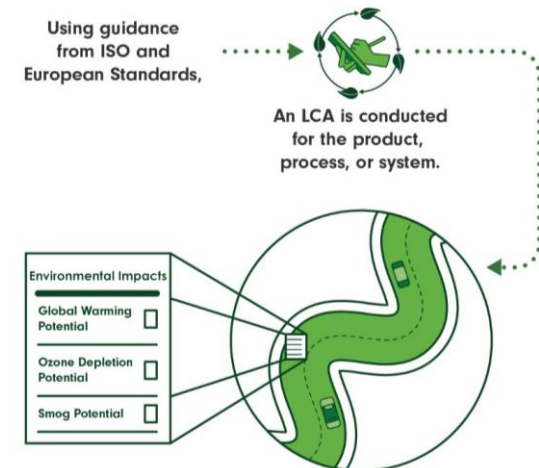 Using guidance
from ISO and
European Standards,
An LCA is conducted
for the product,
process, or system.
Environmental Impacts
Global Warming
Potential
Ozone Depletion
Potential
Smog Potential